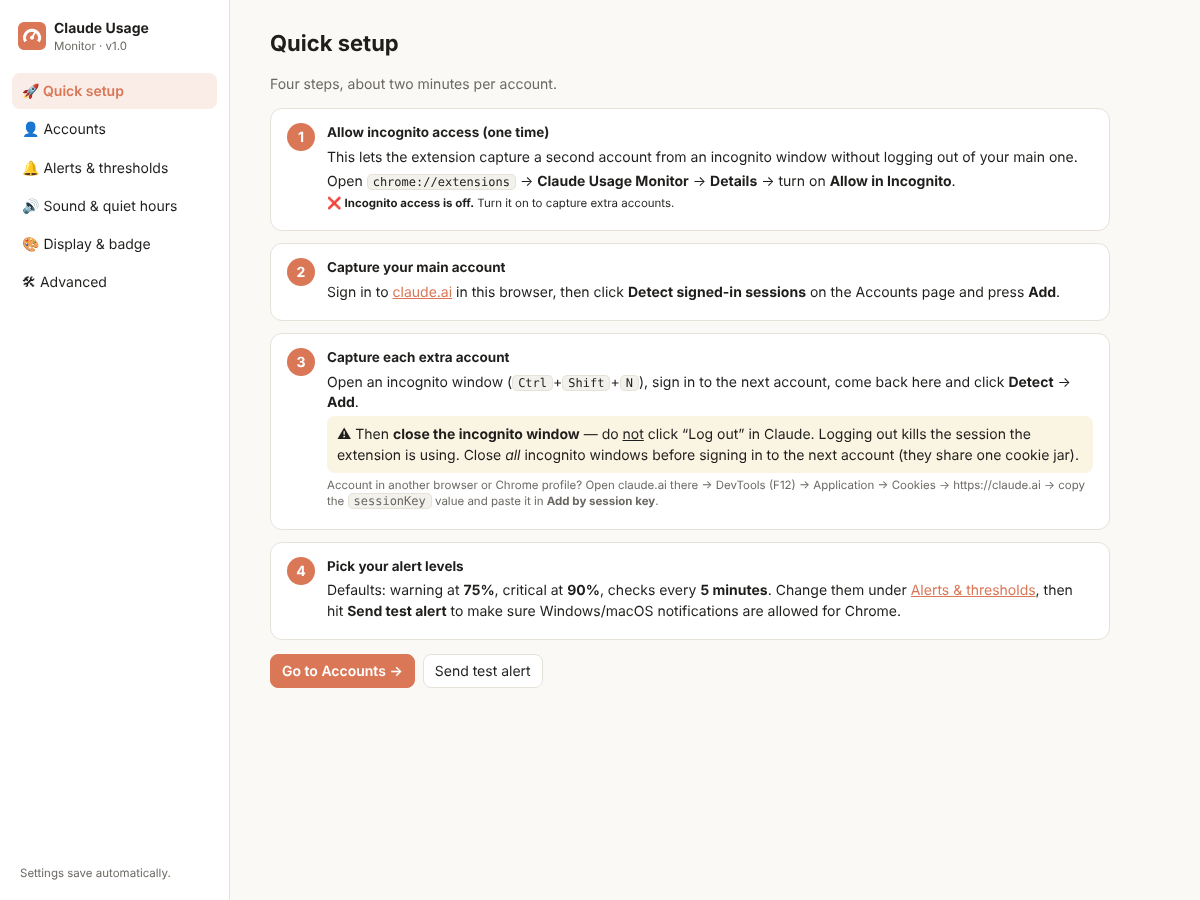 Claude Usage
Monitor · v1.0
🚀 Quick setup
👤 Accounts
🔔 Alerts & thresholds
🔊 Sound & quiet hours
🎨 Display & badge
🛠 Advanced
Settings save automatically.
Quick setup
Four steps, about two minutes per account.
1
Allow incognito access (one time)
This lets the extension capture a second account from an incognito window without logging out of your main one.
Open chrome://extensions → Claude Usage Monitor → Details → turn on Allow in Incognito.
❌ Incognito access is off. Turn it on to capture extra accounts.
2
Capture your main account
Sign in to claude.ai in this browser, then click Detect signed-in sessions on the Accounts page and press Add.
3
Capture each extra account
Open an incognito window (Ctrl+Shift+N), sign in to the next account, come back here and click Detect →
Add.
⚠ Then close the incognito window — do not click “Log out” in Claude. Logging out kills the session the
extension is using. Close all incognito windows before signing in to the next account (they share one cookie jar).
Account in another browser or Chrome profile? Open claude.ai there → DevTools (F12) → Application → Cookies → https://claude.ai → copy
the sessionKey value and paste it in Add by session key.
4
Pick your alert levels
Defaults: warning at 75%, critical at 90%, checks every 5 minutes. Change them under Alerts & thresholds, then
hit Send test alert to make sure Windows/macOS notifications are allowed for Chrome.
Go to Accounts →
Send test alert